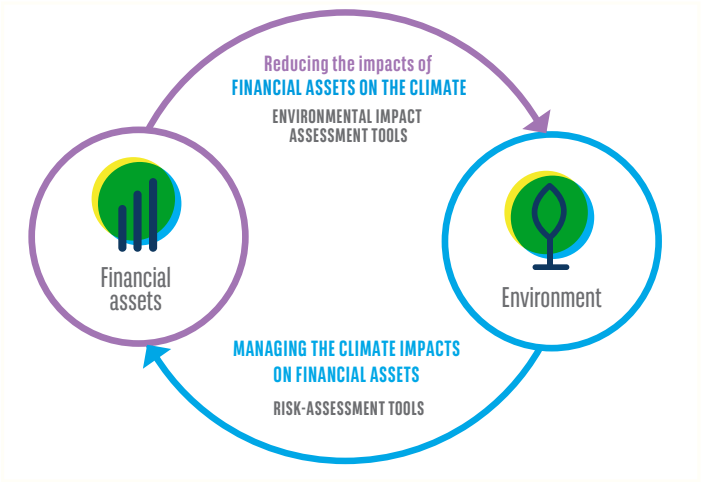 Reducing the impacts of
FINANCIAL ASSETS ON THE CLIMATE
ENVIRONMENTAL IMPACT
ASSESSMENT TOOLS
Financial
assets
Environment
MANAGING THE CLIMATE IMPACTS
ON FINANCIAL ASSETS
RISK-ASSESSMENT TOOLS